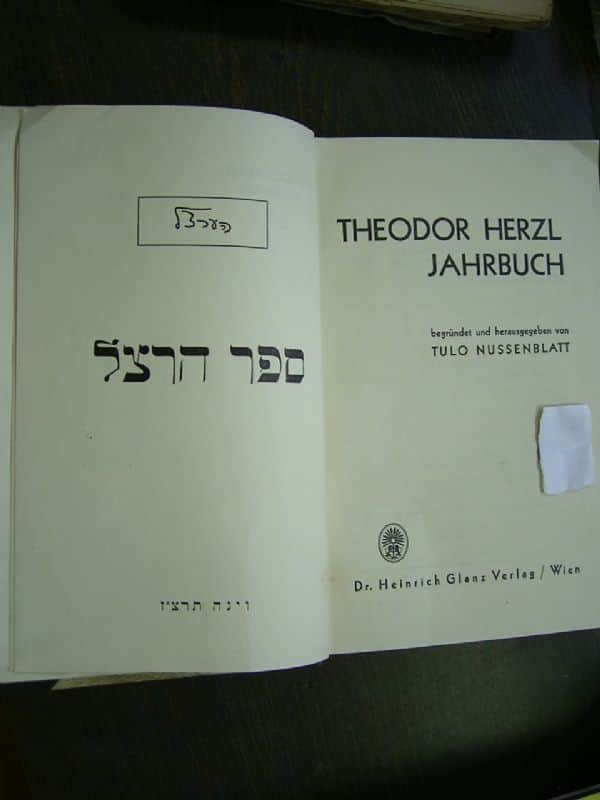 הערצל
ספר הרצל
וינה תרצ"ז
THEODOR HERZL
JAHRBUCH
begründet und herausgegeben von
TULO NUSSENBLATT
Dr. Heinrich Glanz Verlag / Wien